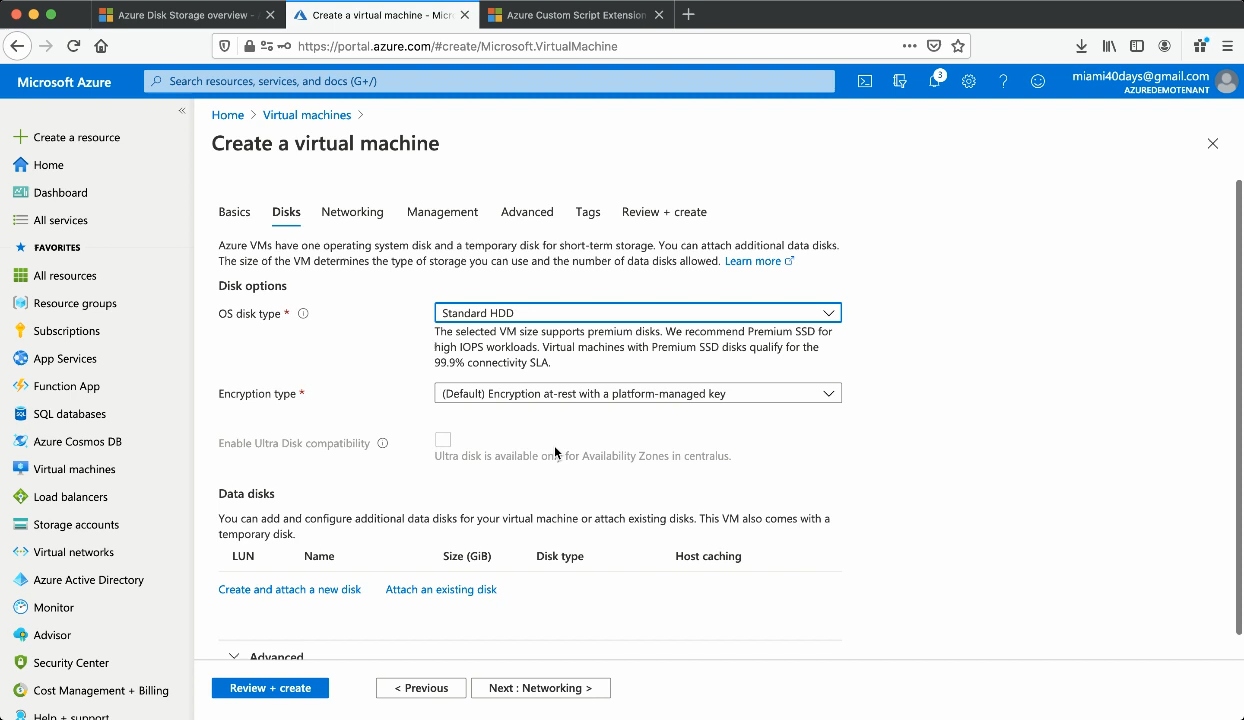 Azure Disk Storage overview -
Create a virtual machine - Micr
Azure Custom Script Extension
https://portal.azure.com/#create/Microsoft.VirtualMachine
Microsoft Azure
Search resources, services, and docs (G+/)
3
miami40days@gmail.com
AZUREDEMOTENANT
Create a resource
Home
Dashboard
All services
FAVORITES
All resources
Resource groups
Subscriptions
App Services
Function App
SQL databases
Azure Cosmos DB
Virtual machines
Load balancers
Storage accounts
Virtual networks
Azure Active Directory
Monitor
Advisor
Security Center
Cost Management + Billing
Help + support
Home > Virtual machines >
Create a virtual machine
Basics Disks Networking Management Advanced Tags Review + create
Azure VMs have one operating system disk and a temporary disk for short-term storage. You can attach additional data disks.
The size of the VM determines the type of storage you can use and the number of data disks allowed. Learn more
Disk options
OS disk type *
Standard HDD
The selected VM size supports premium disks. We recommend Premium SSD for
high IOPS workloads. Virtual machines with Premium SSD disks qualify for the
99.9% connectivity SLA.
Encryption type *
(Default) Encryption at-rest with a platform-managed key
Enable Ultra Disk compatibility
Ultra disk is available only for Availability Zones in centralus.
Data disks
You can add and configure additional data disks for your virtual machine or attach existing disks. This VM also comes with a
temporary disk.
LUN Name Size (GiB) Disk type Host caching
Create and attach a new disk Attach an existing disk
Advanced
Review + create < Previous Next : Networking >